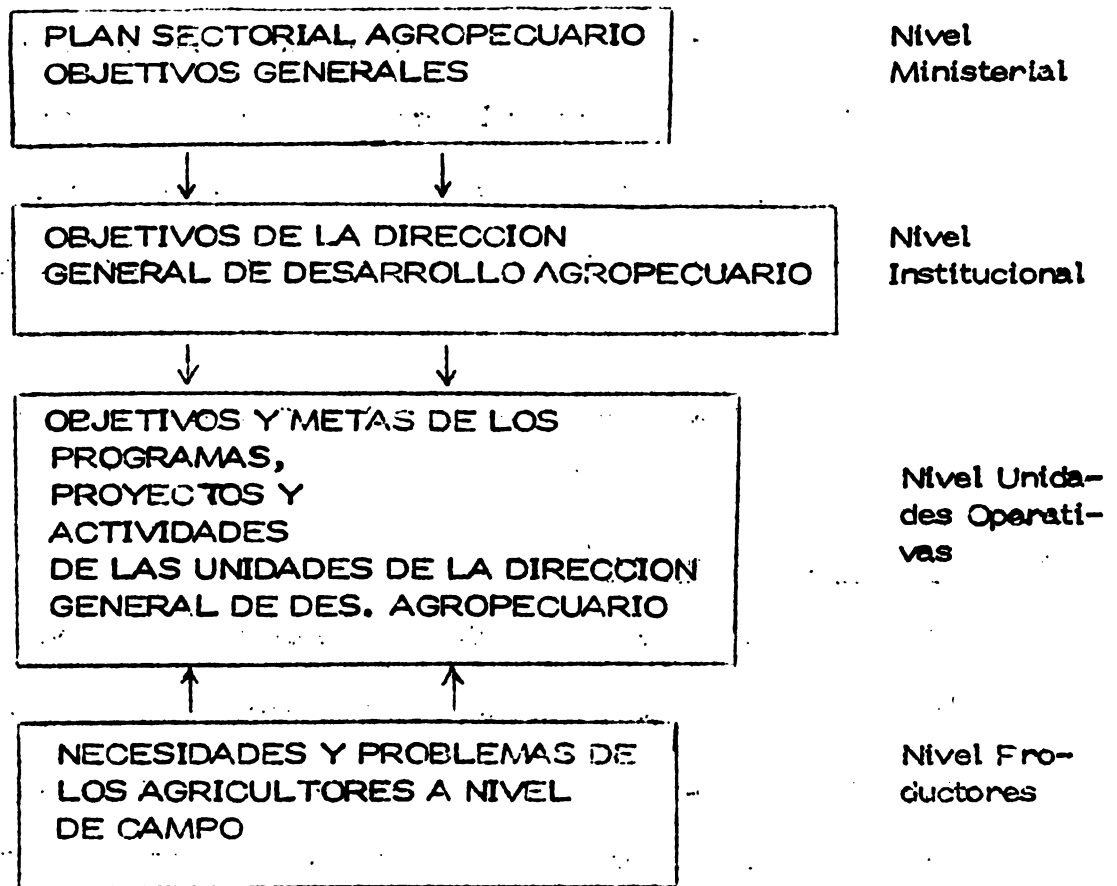 PLAN SECTORIAL AGROPECUARIO
OBJETIVOS GENERALES
Nivel
Ministerial
OBJETIVOS DE LA DIRECCION
GENERAL DE DESARROLLO AGROPECUARIO
Nivel
Institucional
OBJETIVOS Y METAS DE LOS
PROGRAMAS,
PROYECTOS Y
ACTIVIDADES
DE LAS UNIDADES DE LA DIRECCION
GENERAL DE DES. AGROPECUARIO
Nivel Unida-
des Operati-
vas
NECESIDADES Y PROBLEMAS DE
LOS AGRICULTORES A NIVEL
DE CAMPO
Nivel Pro-
ductores